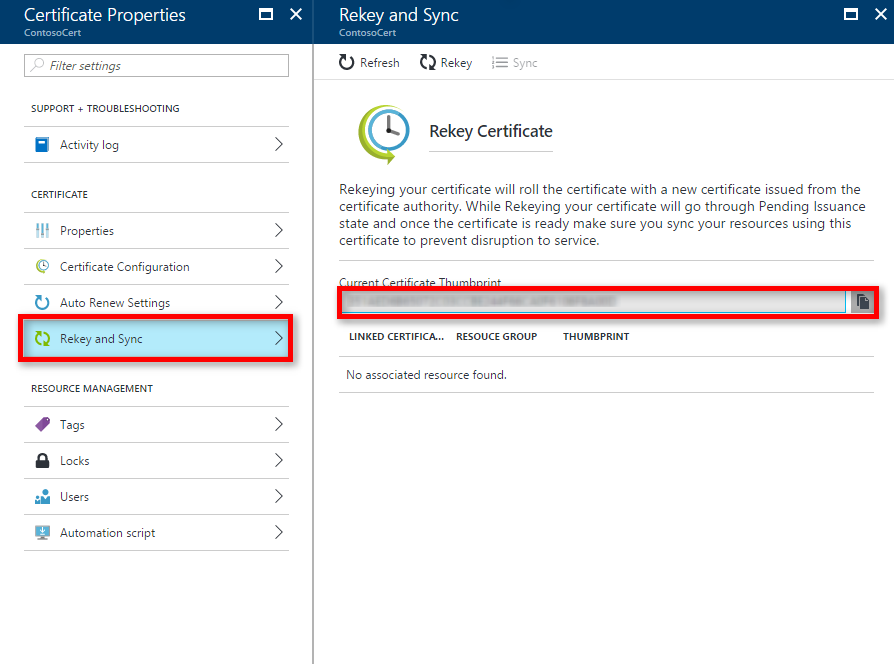 Certificate Properties
ContosoCert
Filter settings
SUPPORT + TROUBLESHOOTING
Activity log
CERTIFICATE
Properties
Certificate Configuration
Auto Renew Settings
Rekey and Sync
RESOURCE MANAGEMENT
Tags
Locks
Users
Automation script
Rekey and Sync
ContosoCert
Refresh Rekey Sync
Rekey Certificate
Rekeying your certificate will roll the certificate with a new certificate issued from the
certificate authority. While Rekeying your certificate will go through Pending Issuance
state and once the certificate is ready make sure you sync your resources using this
certificate to prevent disruption to service.
Current Certificate Thumbprint
LINKED CERTIFICA... RESOUCE GROUP THUMBPRINT
No associated resource found.